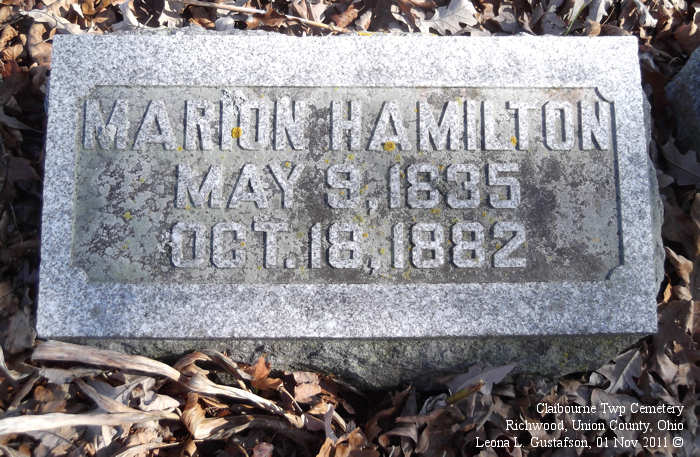 MARION HAMILTON
MAY 9, 1835
OCT. 18, 1882
Claibourne Twp Cemetery
Richwood, Union County, Ohio
Leona L. Gustafson, 01 Nov 2011 ©